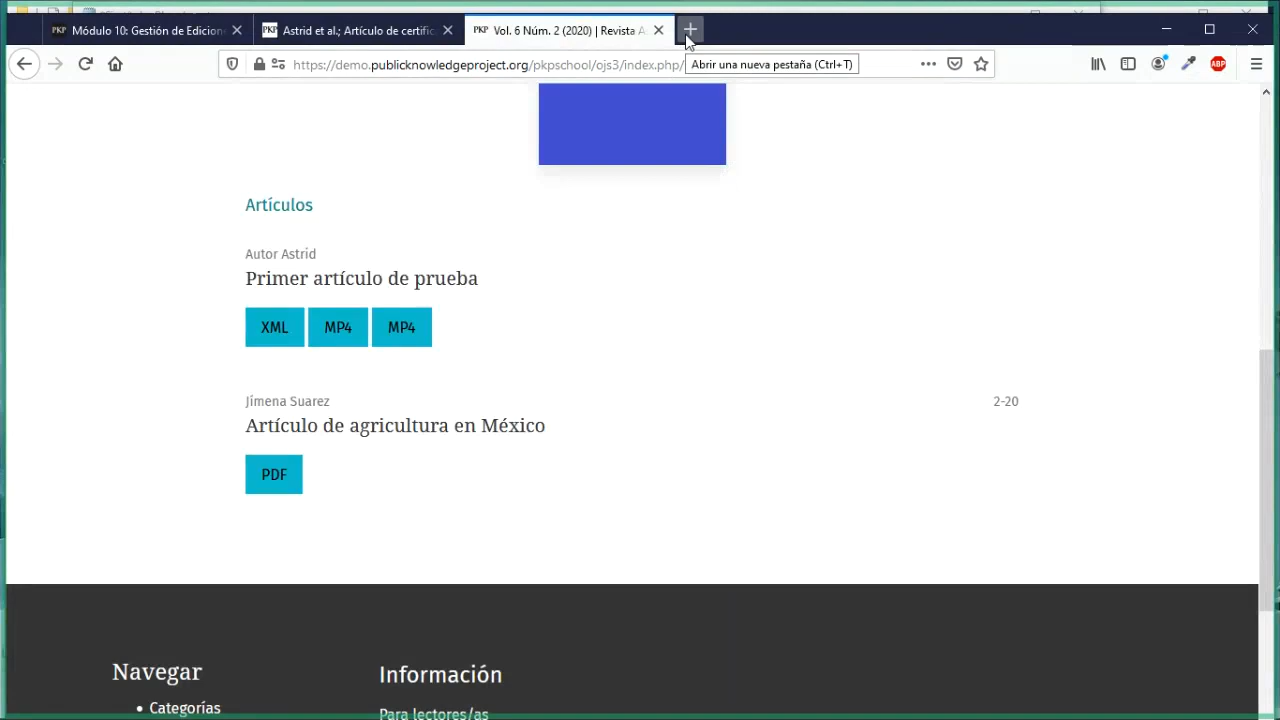 PKP Módulo 10: Gestión de Edicion
PKP Astrid et al.; Artículo de certific
PKP Vol. 6 Núm. 2 (2020) | Revista A
https://demo.publicknowledgeproject.org/pkpschool/ojs3/index.php/
Abrir una nueva pestaña (Ctrl+T)
ABP
Artículos
Autor Astrid
Primer artículo de prueba
XML MP4 MP4
Jimena Suarez 2-20
Artículo de agricultura en México
PDF
Navegar
• Categorías
Información
Para lectores/as